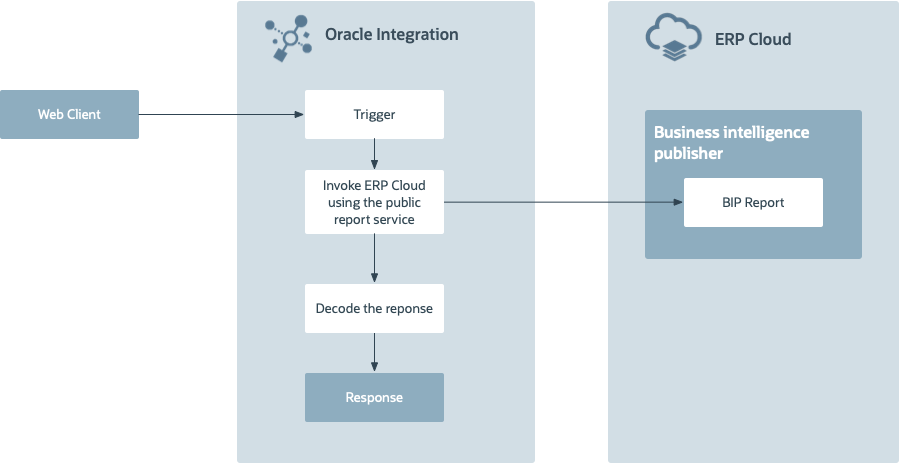 Oracle Integration
ERP Cloud
Web Client
Trigger
Business intelligence
publisher
Invoke ERP Cloud
using the public
report service
BIP Report
Decode the reponse
Response